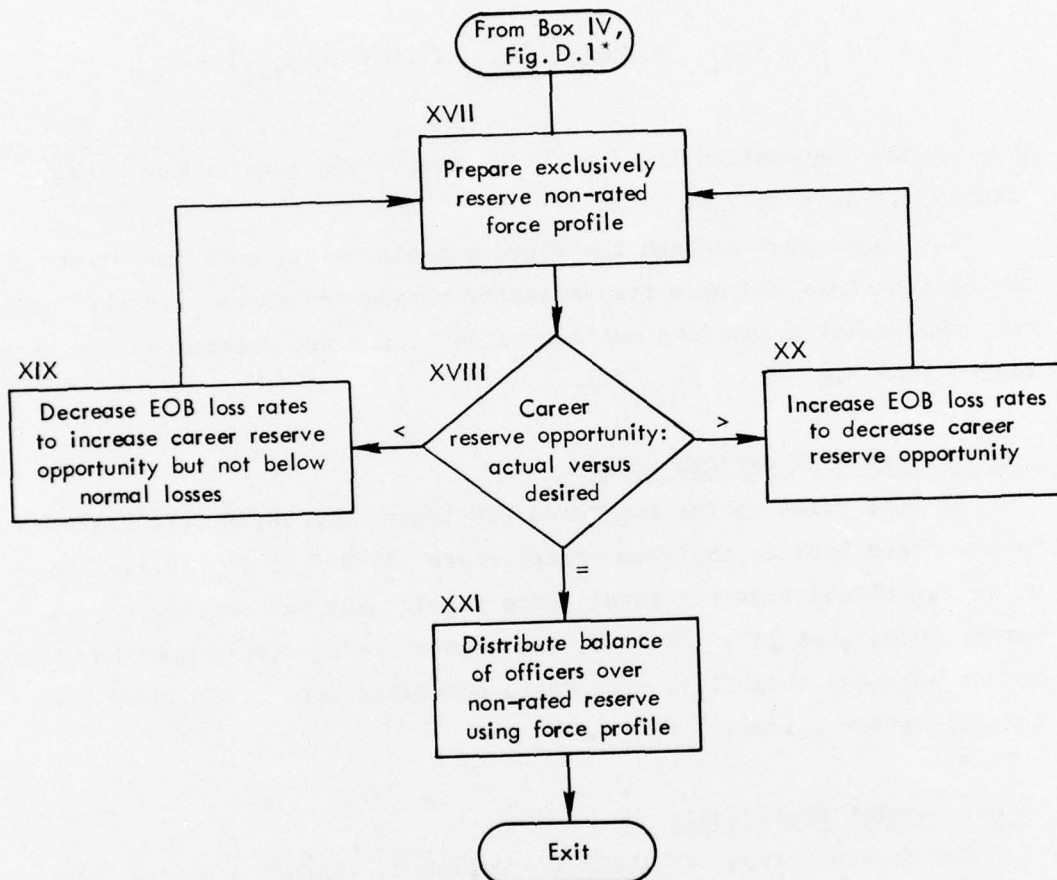 From Box IV,
Fig. D.1*
XVII
Prepare exclusively
reserve non-rated
force profile
XIX
Decrease EOB loss rates
to increase career reserve
opportunity but not below
normal losses
<
XVIII
Career
reserve opportunity:
actual versus
desired
>
XX
Increase EOB loss rates
to decrease career
reserve opportunity
=
XXI
Distribute balance
of officers over
non-rated reserve
using force profile
Exit